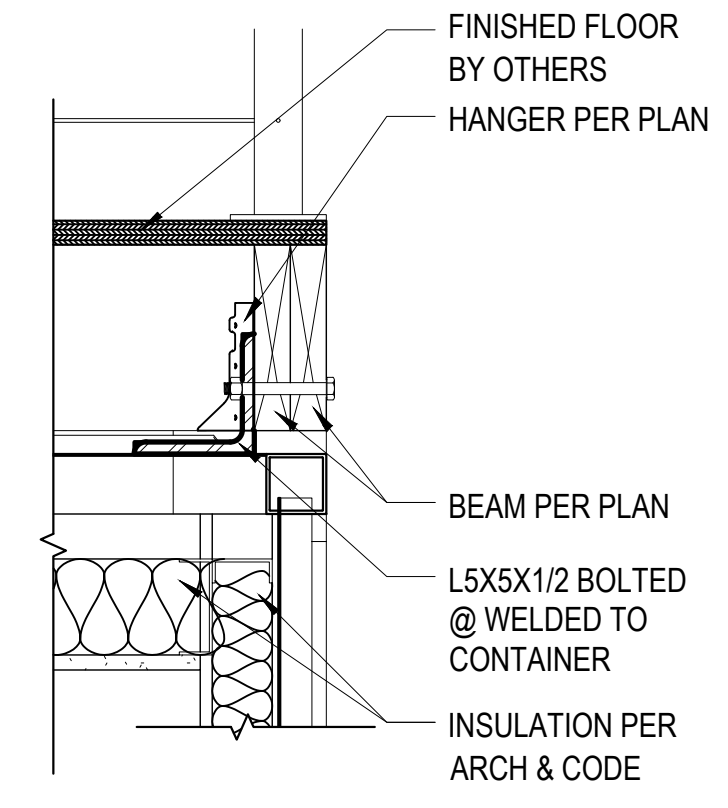 FINISHED FLOOR
BY OTHERS
HANGER PER PLAN
BEAM PER PLAN
L5X5X1/2 BOLTED
@ WELDED TO
CONTAINER
INSULATION PER
ARCH & CODE